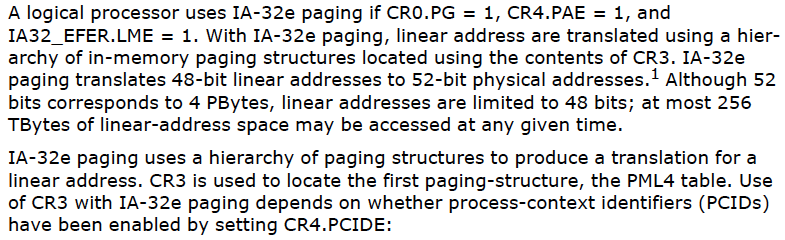 A logical processor uses IA-32e paging if CR0.PG = 1, CR4.PAE = 1, and
IA32_EFER.LME = 1. With IA-32e paging, linear address are translated using a hier-
archy of in-memory paging structures located using the contents of CR3. IA-32e
paging translates 48-bit linear addresses to 52-bit physical addresses.1 Although 52
bits corresponds to 4 PBytes, linear addresses are limited to 48 bits; at most 256
TBytes of linear-address space may be accessed at any given time.
IA-32e paging uses a hierarchy of paging structures to produce a translation for a
linear address. CR3 is used to locate the first paging-structure, the PML4 table. Use
of CR3 with IA-32e paging depends on whether process-context identifiers (PCIDs)
have been enabled by setting CR4.PCIDE: